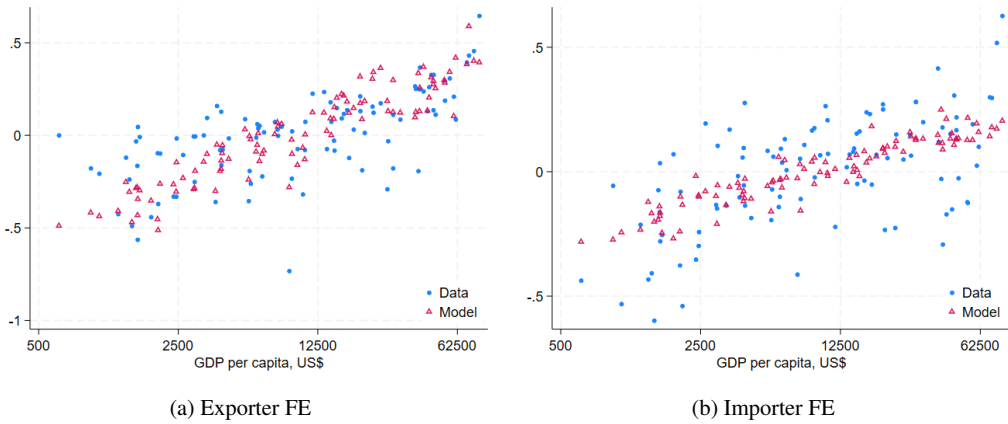 .5
0
-.5
-1
500
2500
12500
62500
GDP per capita, US$
Data
Model
(a) Exporter FE
.5
0
-.5
500
2500
12500
62500
GDP per capita, US$
Data
Model
(b) Importer FE